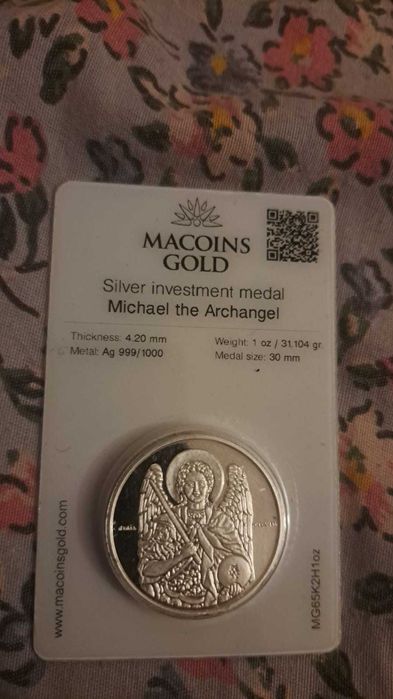 MACOINS
GOLD
Silver investment medal
Michael the Archangel
Thickness: 4.20 mm
Metal: Ag 999/1000
Weight: 1 oz / 31.104 gr.
Medal size: 30 mm
www.macoinsgold.com
MG65K2H1oz